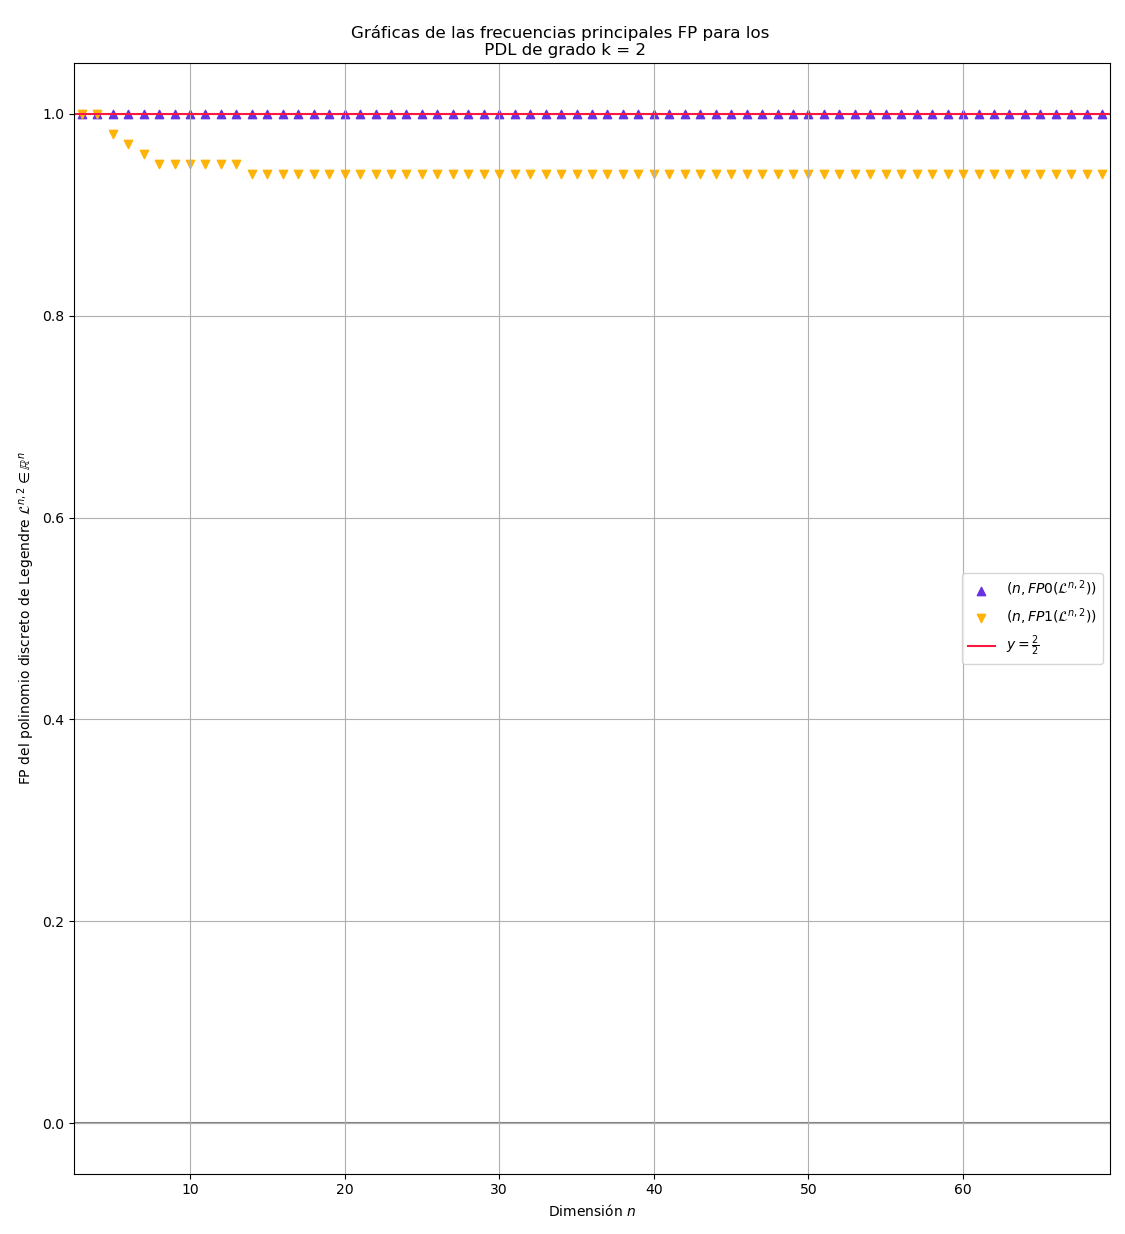 Gráficas de las frecuencias principales FP para los
PDL de grado k = 2
1.0
0.8
0.6
0.4
0.2
0.0
FP del polinomio discreto de Legendre $\mathcal{L}^{n,2} \in \mathbb{R}^n$
$(n, FP0(\mathcal{L}^{n,2}))$
$(n, FP1(\mathcal{L}^{n,2}))$
$y = \frac{2}{2}$
10 20 30 40 50 60
Dimensión $n$